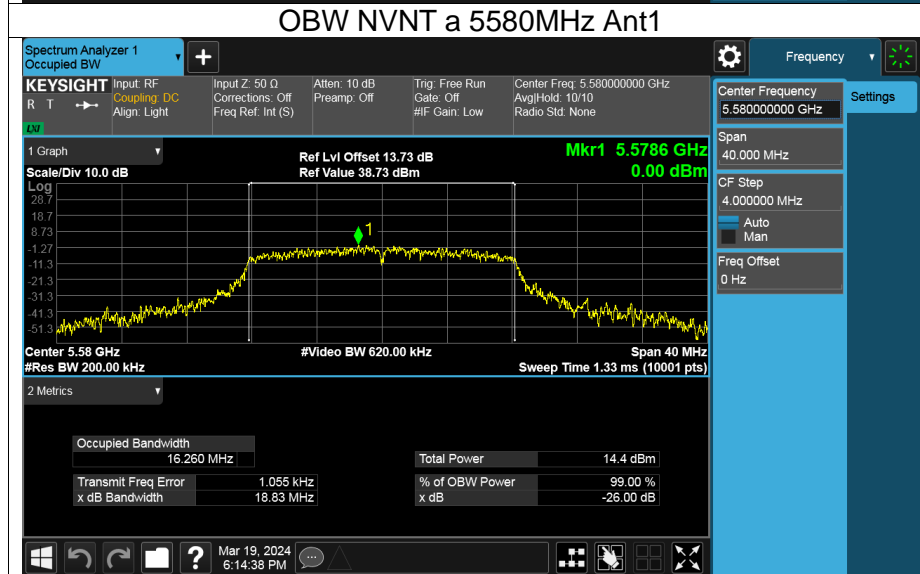 OBW NVNT a 5580MHz Ant1
Spectrum Analyzer 1
Occupied BW
+
Frequency
KEYSIGHT
R T
LXI
Input: RF
Coupling: DC
Align: Light
Input Z: 50 Ω
Corrections: Off
Freq Ref: Int (S)
Atten: 10 dB
Preamp: Off
Trig: Free Run
Gate: Off
#IF Gain: Low
Center Freq: 5.580000000 GHz
Avg|Hold: 10/10
Radio Std: None
Center Frequency
5.580000000 GHz
Settings
Span
40.000 MHz
CF Step
4.000000 MHz
Auto
Man
Freq Offset
0 Hz
1 Graph
Scale/Div 10.0 dB
Ref Lvl Offset 13.73 dB
Ref Value 38.73 dBm
Mkr1 5.5786 GHz
0.00 dBm
Log
28.7
18.7
8.73
-1.27
-11.3
-21.3
-31.3
-41.3
-51.3
1
Center 5.58 GHz
#Res BW 200.00 kHz
#Video BW 620.00 kHz
Span 40 MHz
Sweep Time 1.33 ms (10001 pts)
2 Metrics
Occupied Bandwidth
16.260 MHz
Total Power 14.4 dBm
Transmit Freq Error 1.055 kHz
% of OBW Power 99.00 %
x dB Bandwidth 18.83 MHz
x dB -26.00 dB
?
Mar 19, 2024
6:14:38 PM